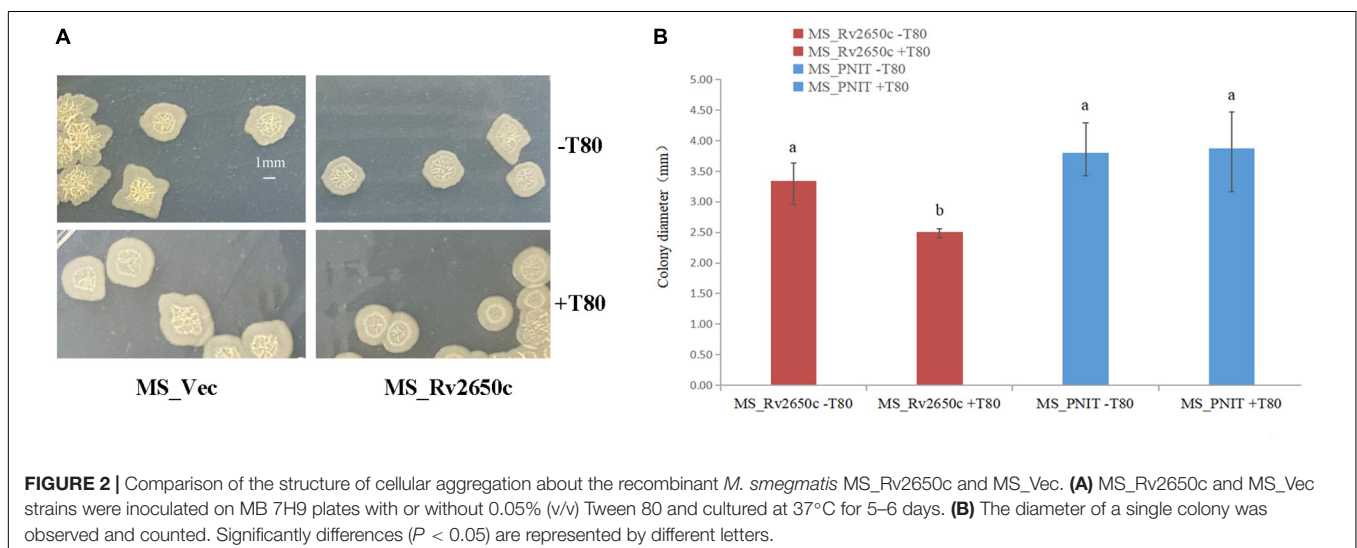 A
1mm
-T80
+T80
MS_Vec
MS_Rv2650c
B
MS_Rv2650c -T80
MS_Rv2650c +T80
MS_PNIT -T80
MS_PNIT +T80
Colony diameter（mm）
5.00
4.50
4.00
3.50
3.00
2.50
2.00
1.50
1.00
0.50
0.00
a
b
a
a
MS_Rv2650c -T80
MS_Rv2650c +T80
MS_PNIT -T80
MS_PNIT +T80
FIGURE 2 | Comparison of the structure of cellular aggregation about the recombinant M. smegmatis MS_Rv2650c and MS_Vec. (A) MS_Rv2650c and MS_Vec
strains were inoculated on MB 7H9 plates with or without 0.05% (v/v) Tween 80 and cultured at 37°C for 5–6 days. (B) The diameter of a single colony was
observed and counted. Significantly differences (P < 0.05) are represented by different letters.